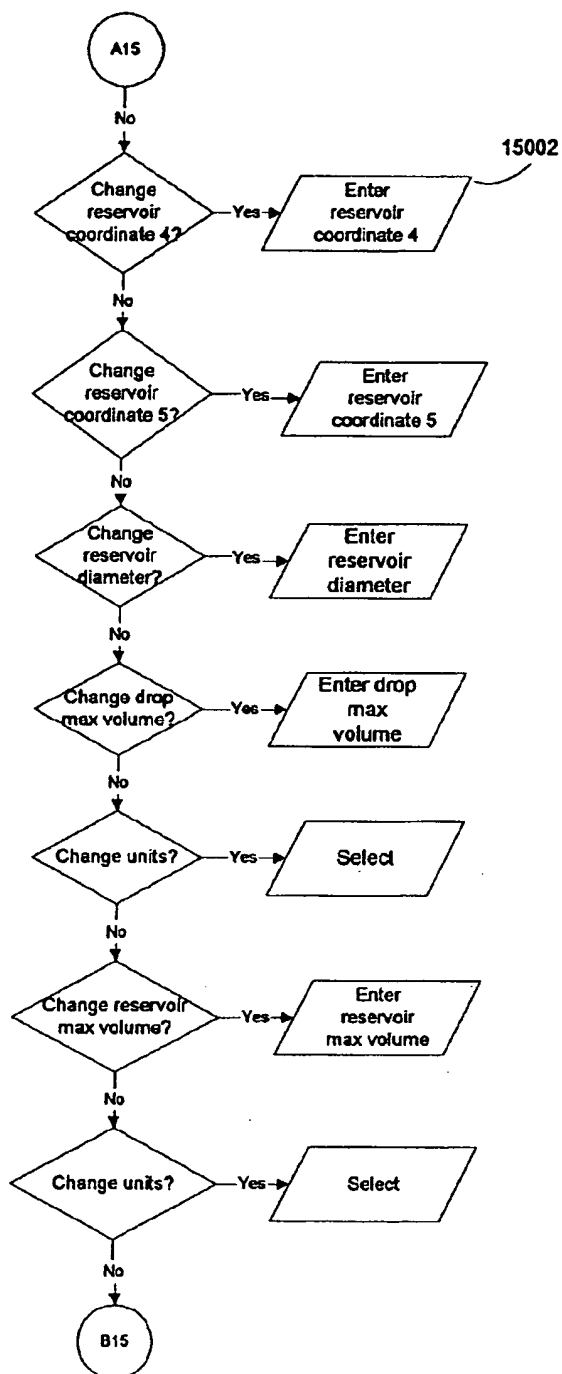 A15
No
15002
Change
reservoir
coordinate 4?
Yes
Enter
reservoir
coordinate 4
No
Change
reservoir
coordinate 5?
Yes
Enter
reservoir
coordinate 5
No
Change
reservoir
diameter?
Yes
Enter
reservoir
diameter
No
Change drop
max volume?
Yes
Enter drop
max
volume
No
Change units?
Yes
Select
No
Change reservoir
max volume?
Yes
Enter
reservoir
max volume
No
Change units?
Yes
Select
No
B15